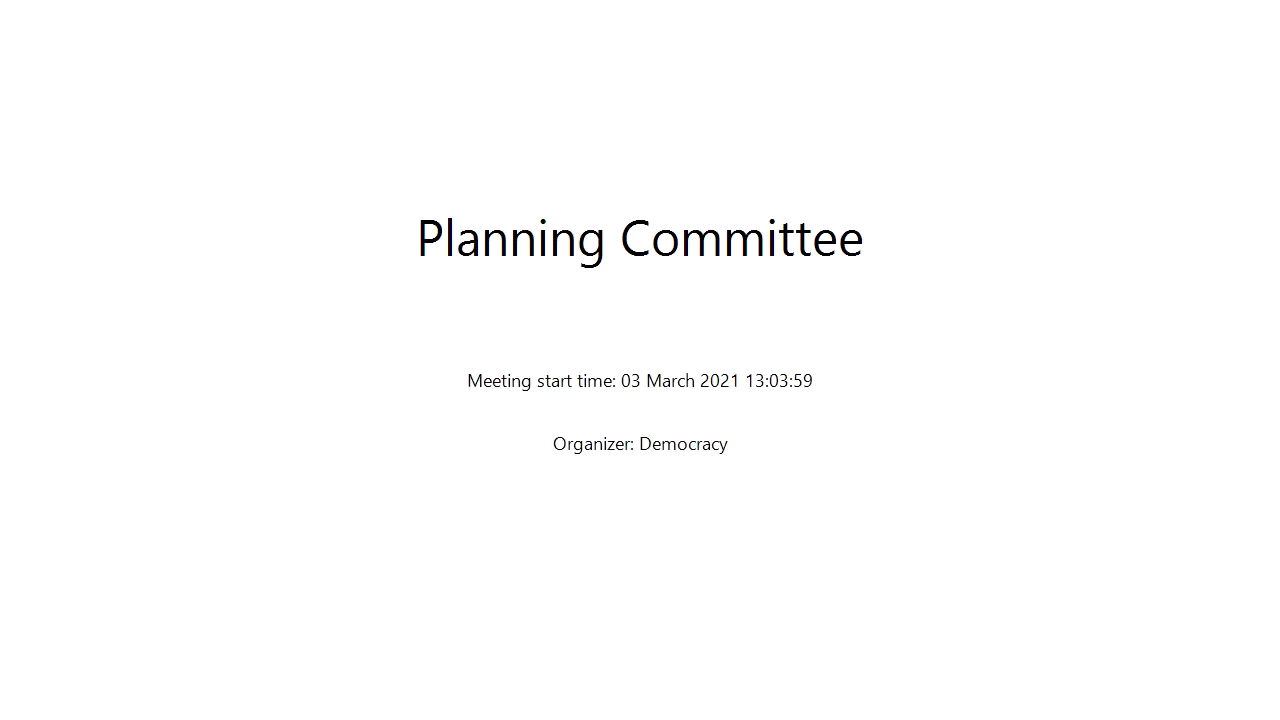 Planning Committee
Meeting start time: 03 March 2021 13:03:59
Organizer: Democracy